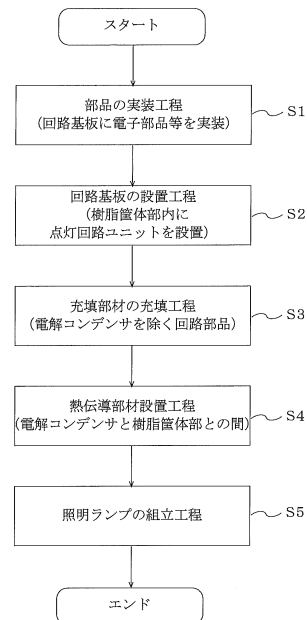 スタート
部品の実装工程
(回路基板に電子部品等を実装)
S1
回路基板の設置工程
(樹脂筐体部内に
点灯回路ユニットを設置)
S2
充填部材の充填工程
(電解コンデンサを除く回路部品)
S3
熱伝導部材設置工程
(電解コンデンサと樹脂筐体部との間)
S4
照明ランプの組立工程
S5
エンド